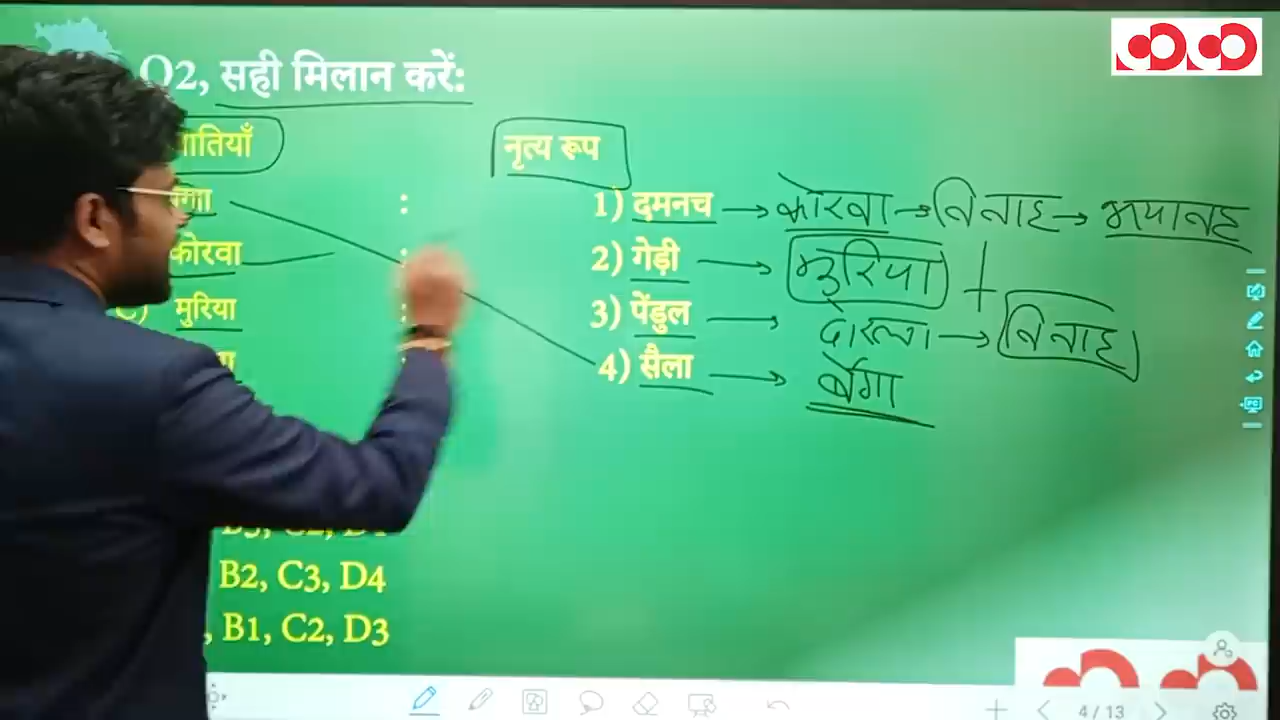 Q2, सही मिलान करें:
नृत्य रूप
: 1) दमनच → कोरवा → विवाह → भयानक
कोरवा : 2) गेड़ी → मुरिया
C) मुरिया : 3) पेंडुल → दोरला → विवाह
4) सैला → बैगा
B2, C3, D4
, B1, C2, D3
4 / 13